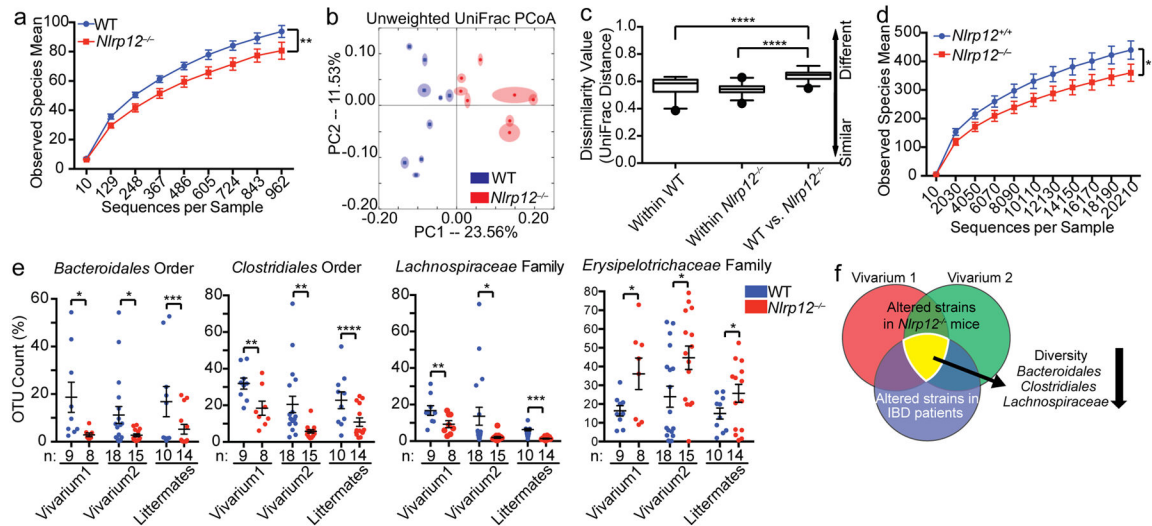 a
WT
Nlrp12–/–
**
Observed Species Mean
100
80
60
40
20
0
10
129
248
367
486
605
724
843
962
Sequences per Sample
b
Unweighted UniFrac PCoA
PC2 -- 11.53%
0.10
0.00
-0.10
-0.20
-0.20
0.00
0.20
PC1 -- 23.56%
WT
Nlrp12–/–
c
Dissimilarity Value
(UniFrac Distance)
1.0
0.8
0.6
0.4
0.2
0.0
****
****
Different
Similar
Within WT
Within Nlrp12–/–
WT vs. Nlrp12–/–
d
Nlrp12+/+
Nlrp12–/–
*
Observed Species Mean
500
400
300
200
100
0
10
2030
4050
6070
8090
10110
12130
14150
16170
18190
20210
Sequences per Sample
e
OTU Count (%)
Bacteroidales Order
60
40
20
10
0
* * ***
n: 9 8 18 15 10 14
Vivarium1
Vivarium2
Littermates
Clostridiales Order
80
60
40
20
0
** ** ****
9 8 18 15 10 14
Vivarium1
Vivarium2
Littermates
Lachnospiraceae Family
80
60
40
20
0
** * ***
n: 9 8 18 15 10 14
Vivarium1
Vivarium2
Littermates
Erysipelotrichaceae Family
80
70
60
50
40
30
20
10
0
* * *
WT
Nlrp12–/–
n: 9 8 18 15 10 14
Vivarium1
Vivarium2
Littermates
f
Vivarium 1
Vivarium 2
Altered strains
in Nlrp12-/- mice
Altered strains in
IBD patients
Diversity
Bacteroidales
Clostridiales
Lachnospiraceae